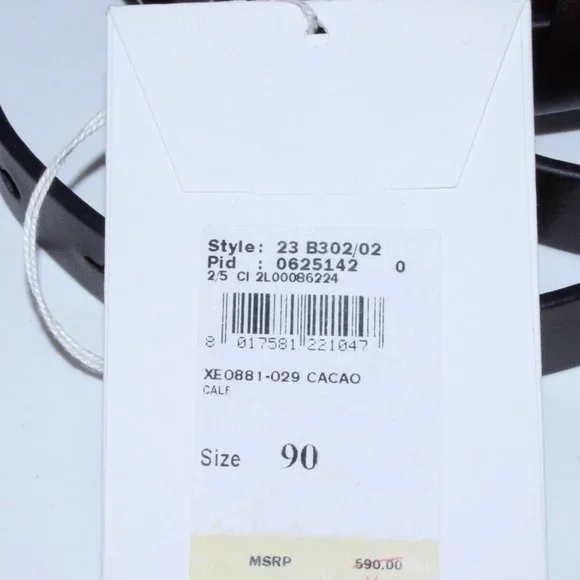 Style: 23 B302/02
Pid : 0625142 0
2/5 CI 2L00086224
8 017581 221047
XE0881-029 CACAO
CALF
Size 90
MSRP 590.00